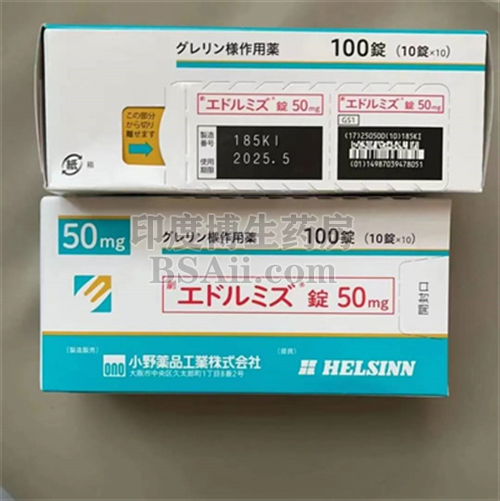 グレリン様作用薬 100錠 (10錠×10)
この部分
から切り
離せます
劇 エドルミズ®錠 50mg
エドルミズ®錠 50mg
GS1
製造
番号 185KI
使用
期限 2025.5
(17)250500(10)185KI
(01)14987039478051
紙 箱
50mg グレリン様作用薬 100錠 (10錠×10)
印度博生药房
BSAii.com
劇 エドルミズ®錠 50mg
開封口
(製造販売) ono 小野薬品工業株式会社
大阪市中央区久太郎町1丁目8番2号
(提携) HELSINN